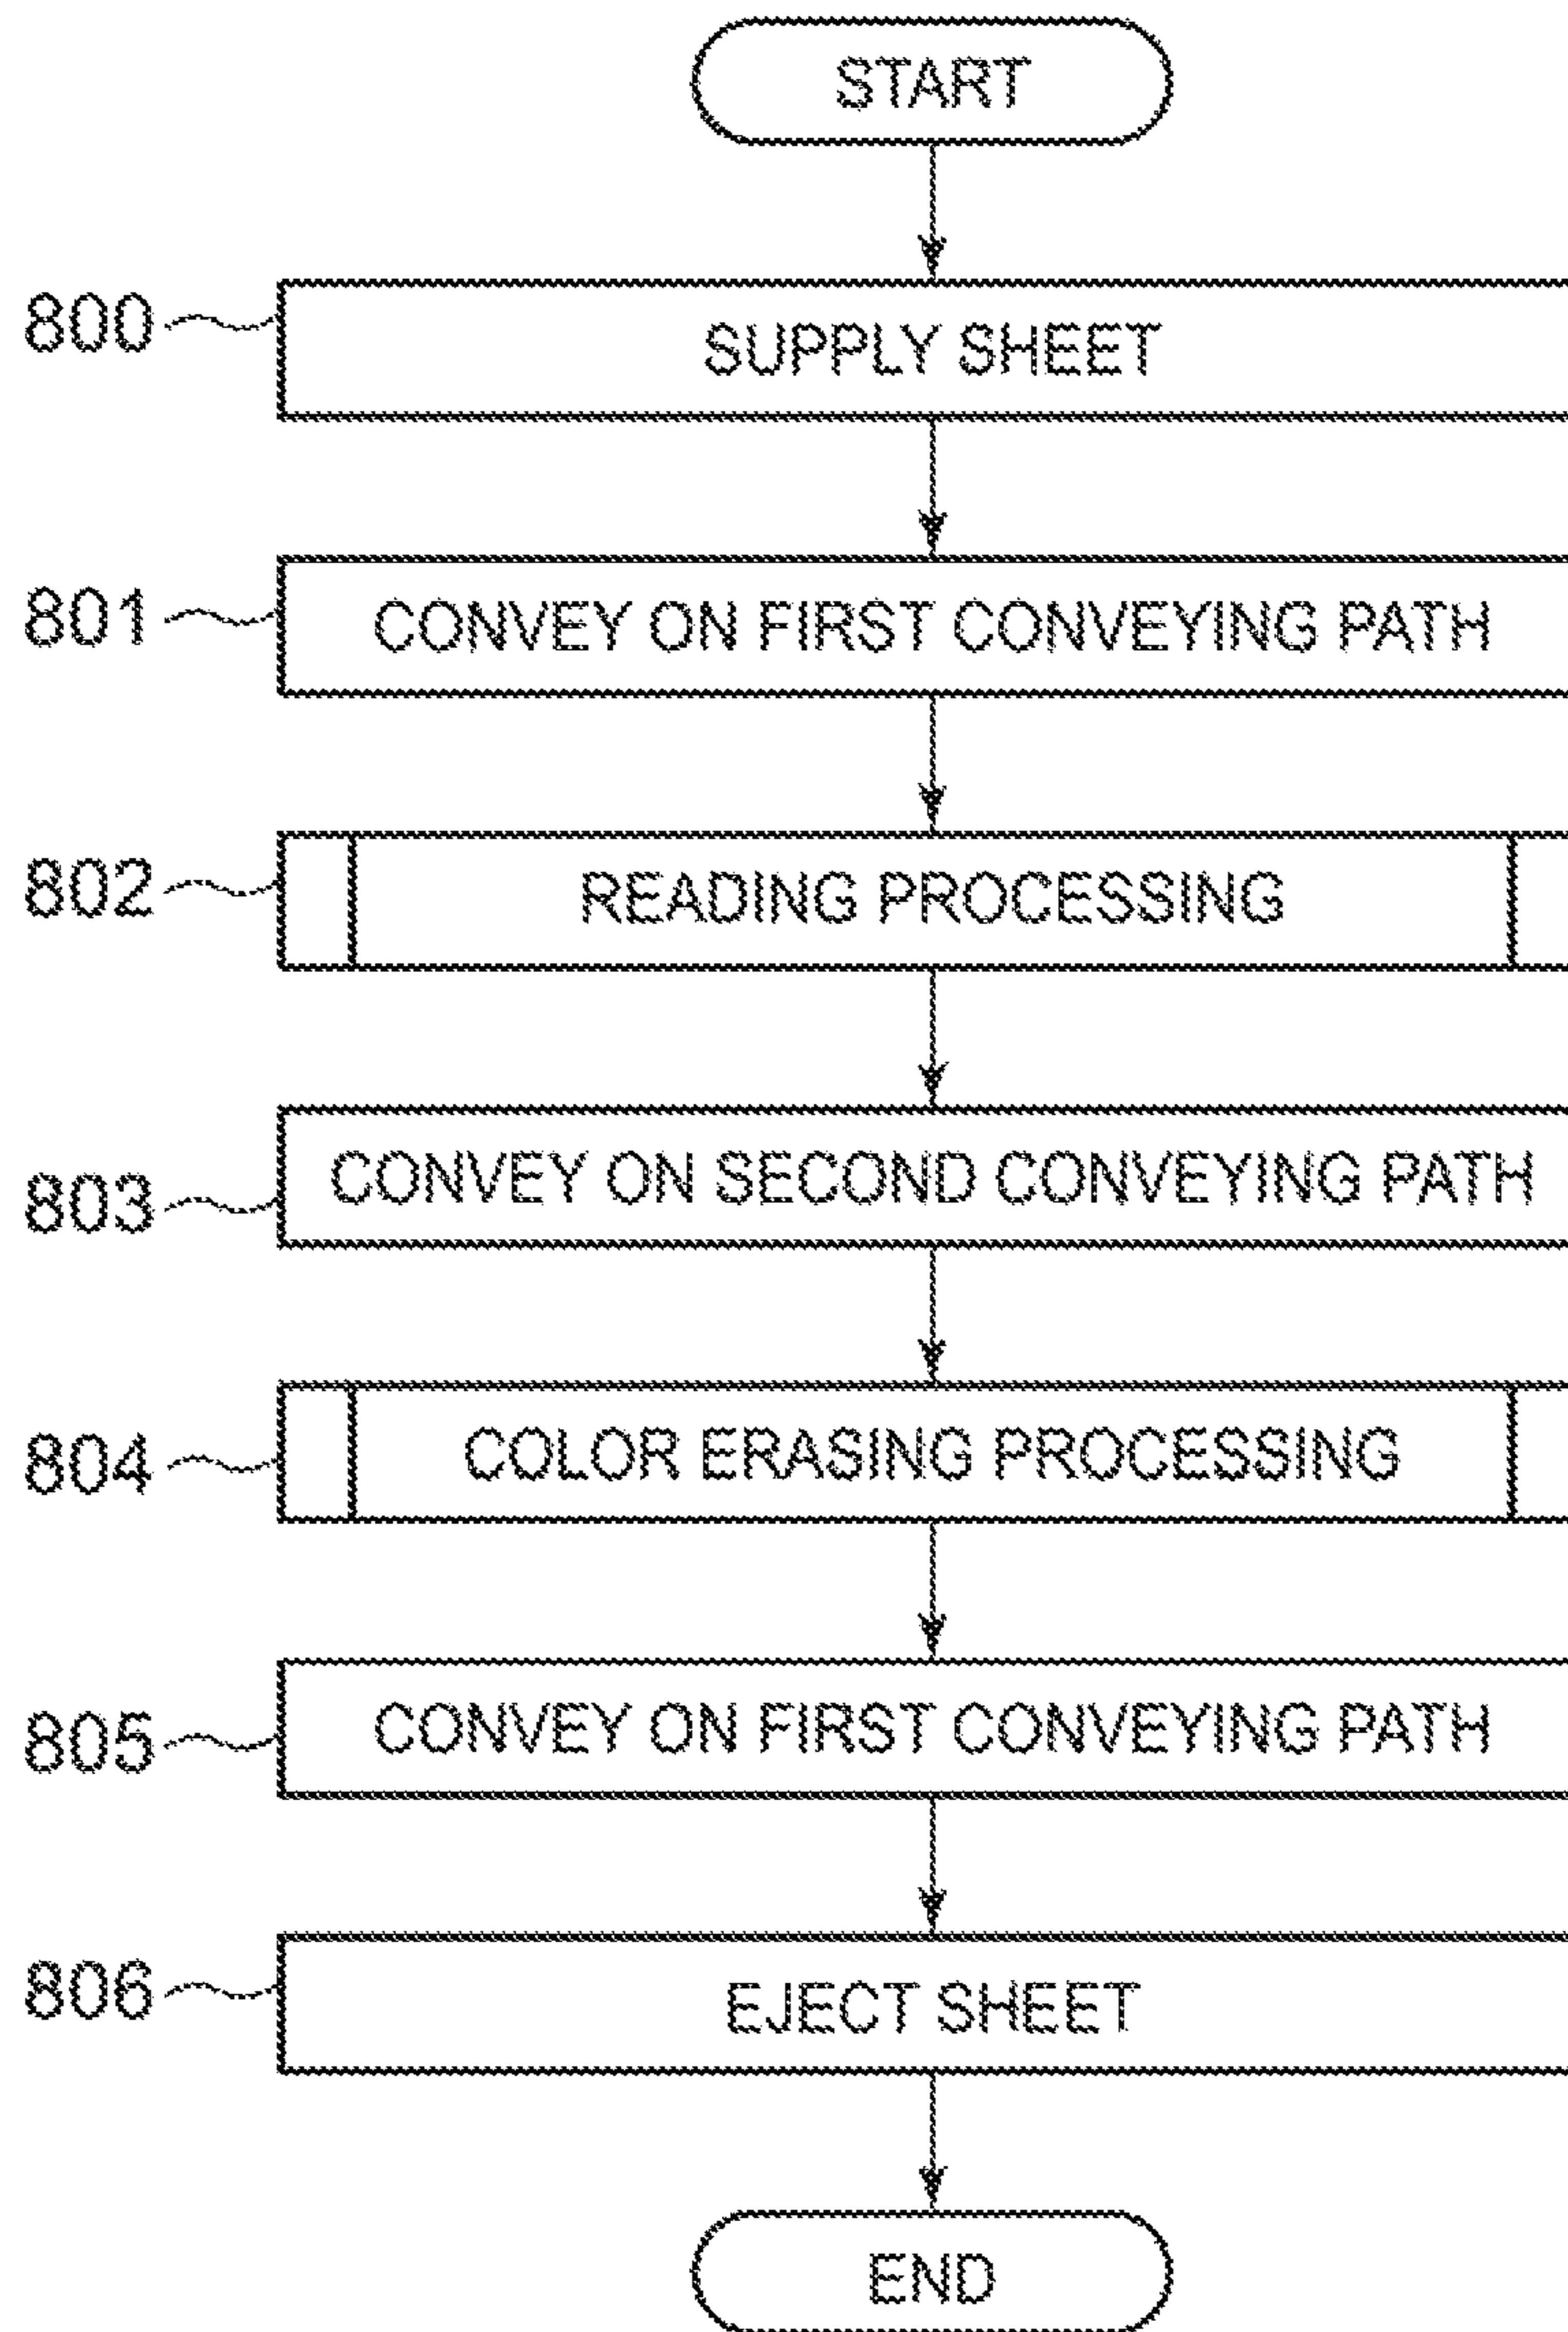 START
800 SUPPLY SHEET
801 CONVEY ON FIRST CONVEYING PATH
802 READING PROCESSING
803 CONVEY ON SECOND CONVEYING PATH
804 COLOR ERASING PROCESSING
805 CONVEY ON FIRST CONVEYING PATH
806 EJECT SHEET
END